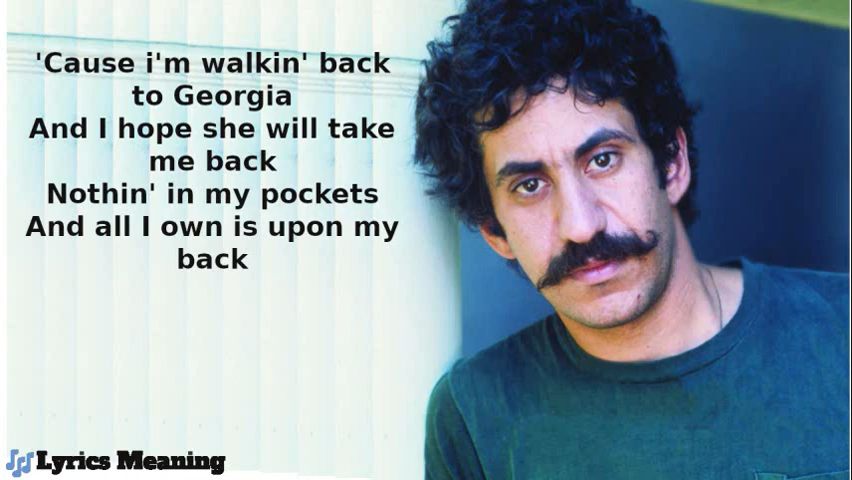 'Cause i'm walkin' back
to Georgia
And I hope she will take
me back
Nothin' in my pockets
And all I own is upon my
back
Lyrics Meaning